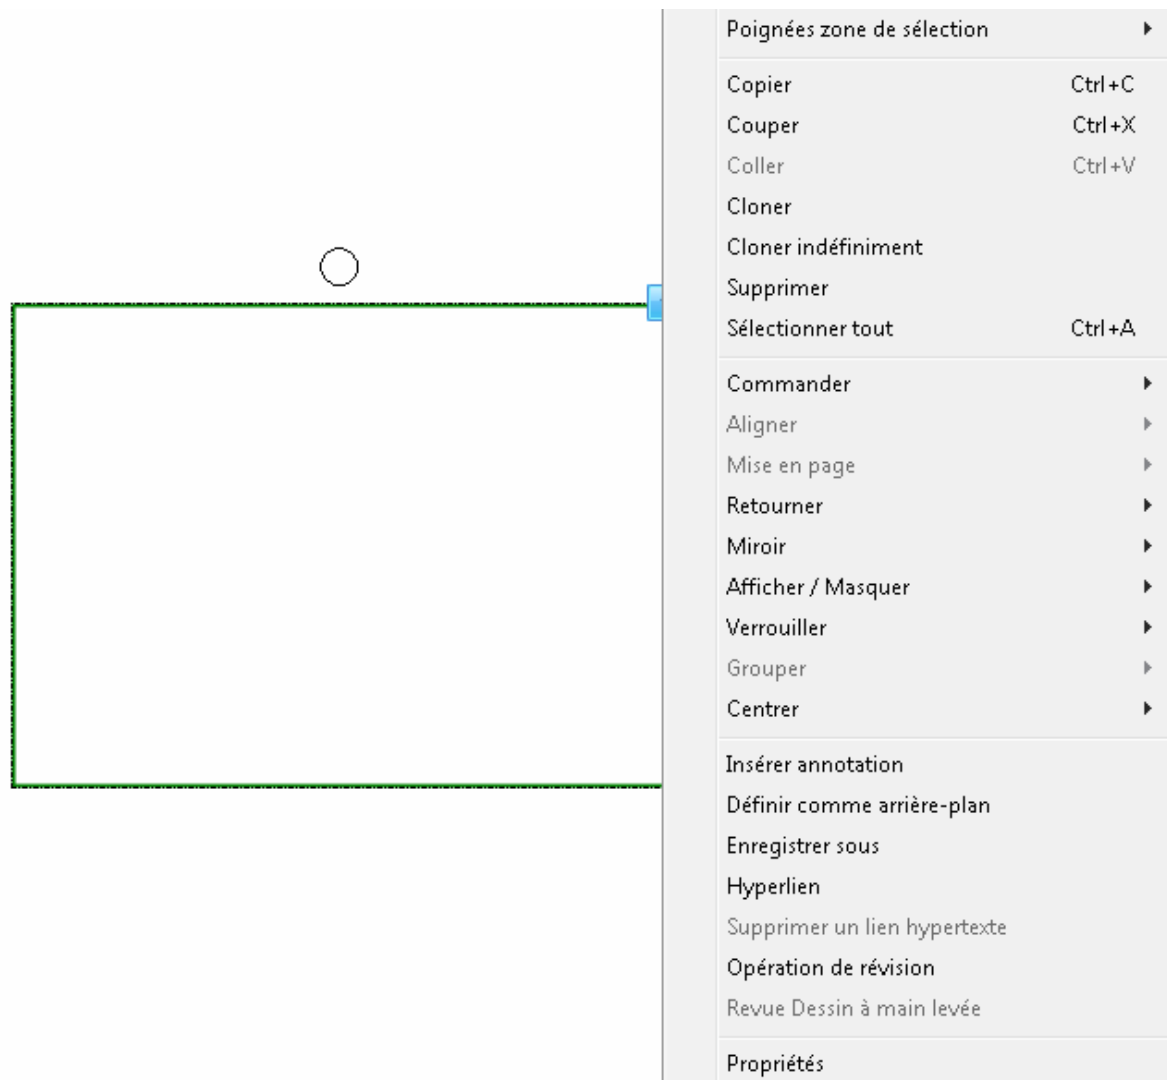 Poignées zone de sélection
Copier Ctrl+C
Couper Ctrl+X
Coller Ctrl+V
Cloner
Cloner indéfiniment
Supprimer
Sélectionner tout Ctrl+A
Commander
Aligner
Mise en page
Retourner
Miroir
Afficher / Masquer
Verrouiller
Grouper
Centrer
Insérer annotation
Définir comme arrière-plan
Enregistrer sous
Hyperlien
Supprimer un lien hypertexte
Opération de révision
Revue Dessin à main levée
Propriétés